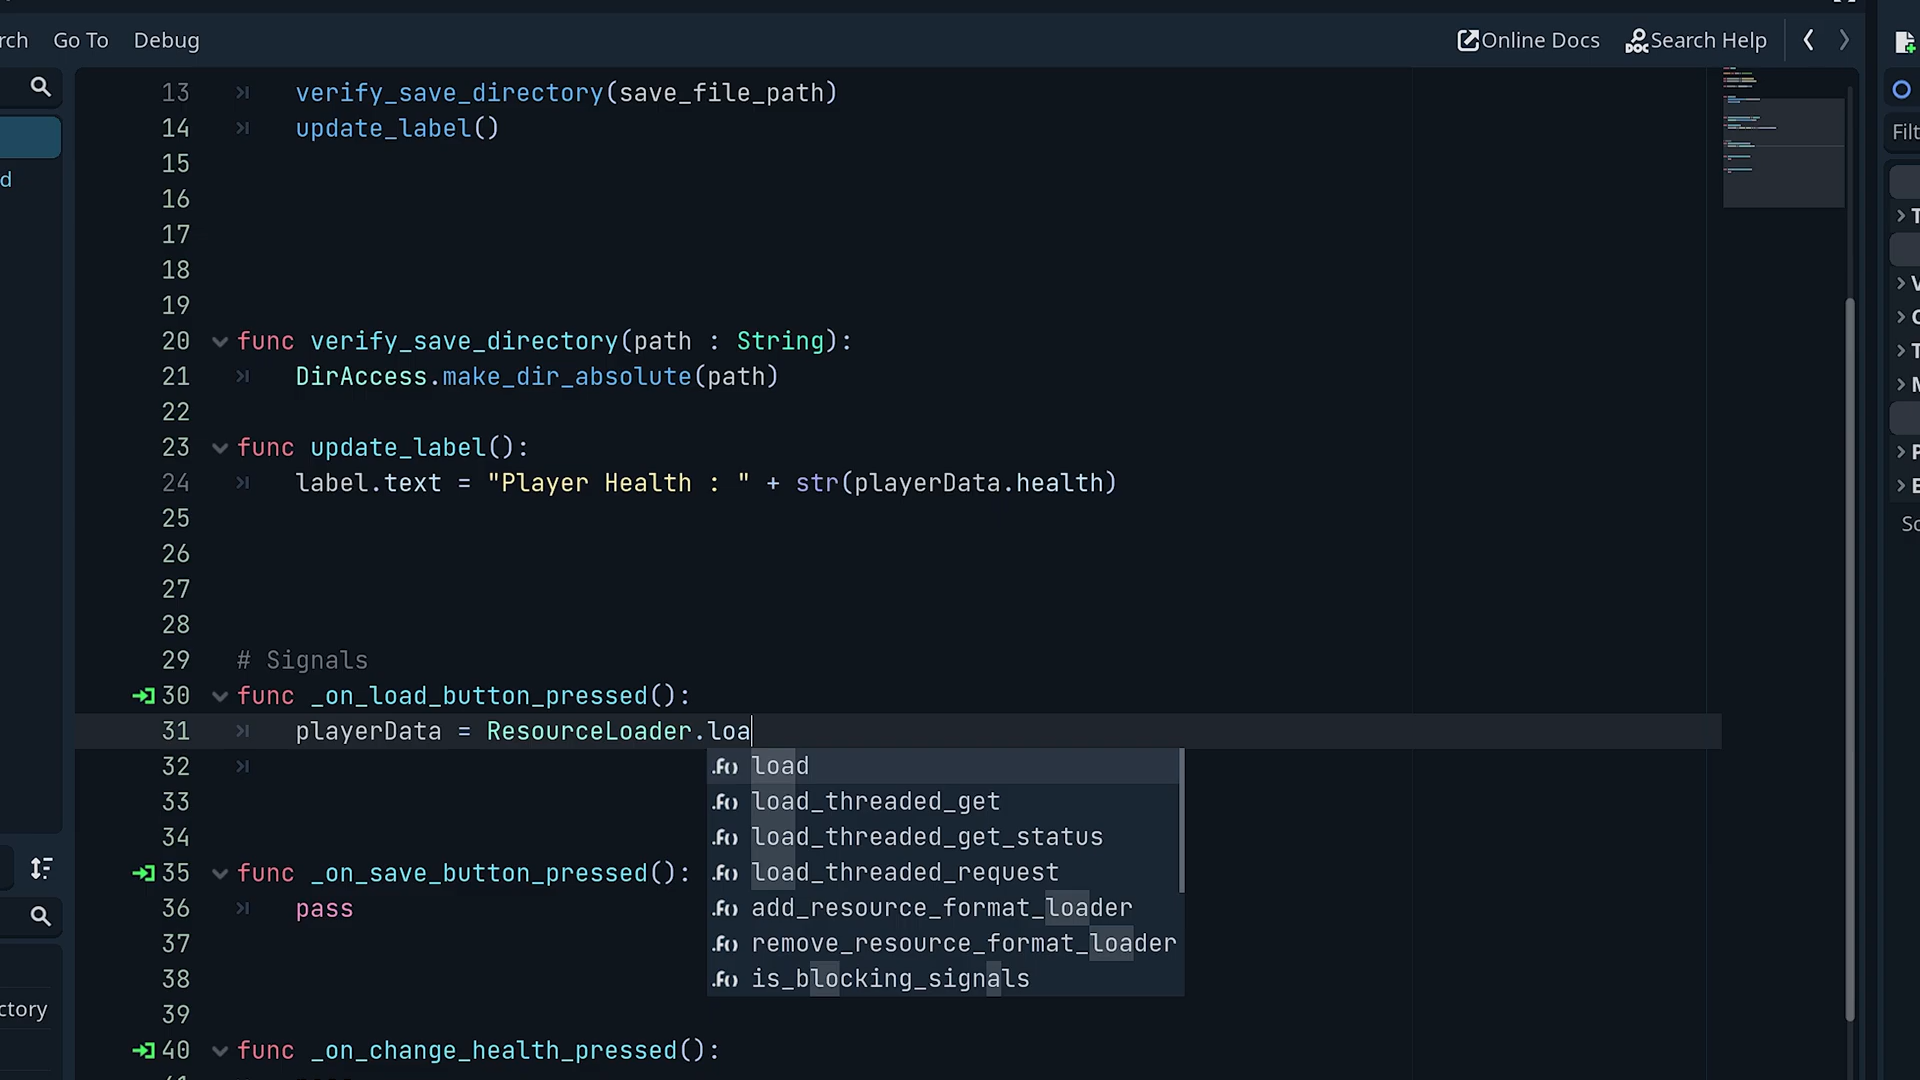 rch Go To Debug Online Docs Search Help
Filt
13 verify_save_directory(save_file_path)
14 update_label()
15
d
16
17
18
19
20 func verify_save_directory(path : String):
21 DirAccess.make_dir_absolute(path)
22
23 func update_label():
24 label.text = "Player Health : " + str(playerData.health)
25
26
27
28
29 # Signals
30 func _on_load_button_pressed():
31 playerData = ResourceLoader.loa
32 load
33 load_threaded_get
34 load_threaded_get_status
35 func _on_save_button_pressed(): load_threaded_request
36 pass add_resource_format_loader
37 remove_resource_format_loader
38 is_blocking_signals
39
ctory
40 func _on_change_health_pressed():